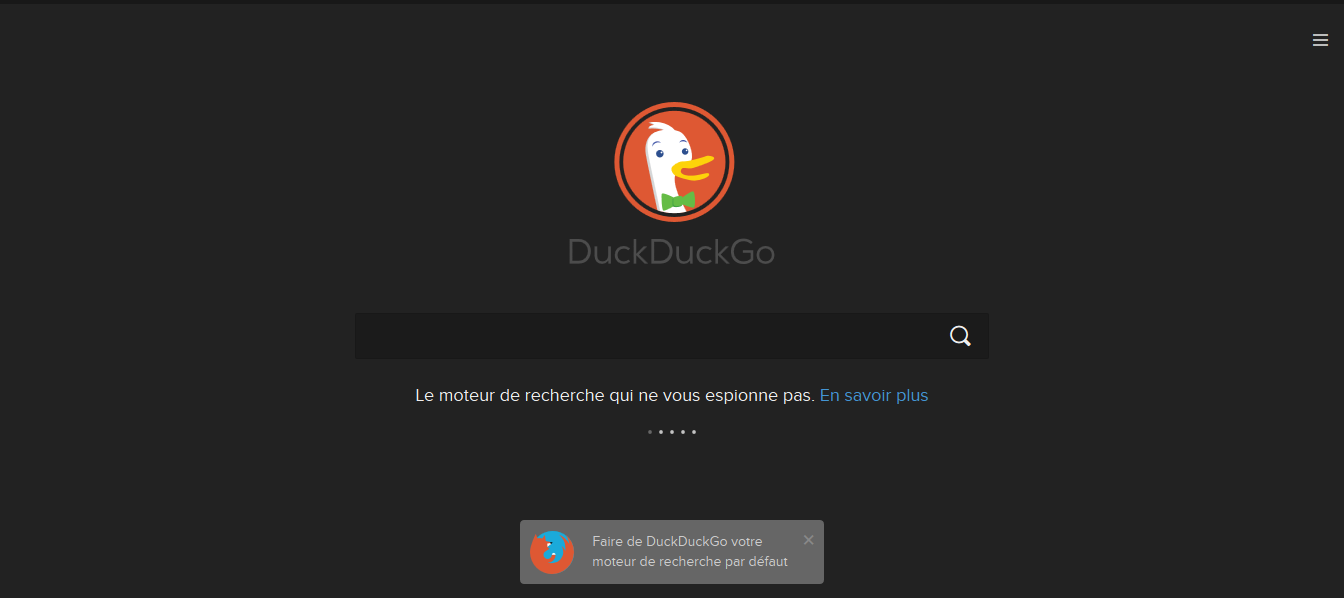 DuckDuckGo
Le moteur de recherche qui ne vous espionne pas. En savoir plus
Faire de DuckDuckGo votre
moteur de recherche par défaut